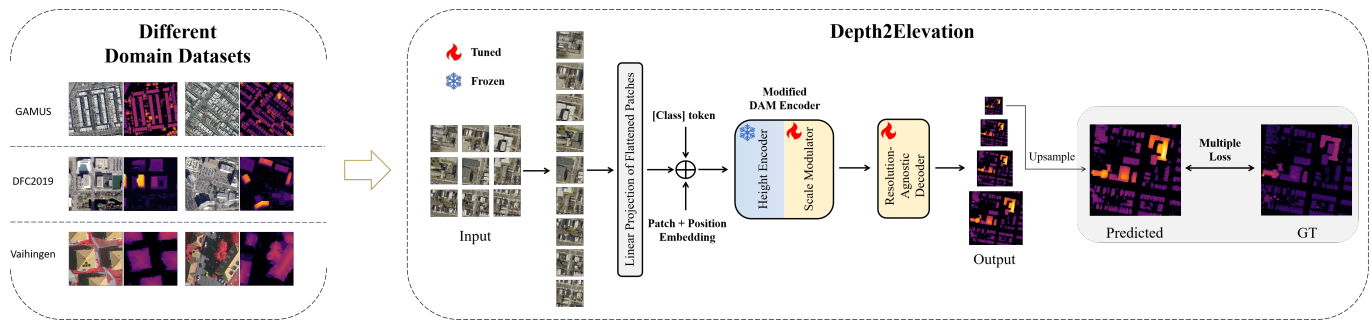 Different
Domain Datasets
GAMUS
DFC2019
Vaihingen
Depth2Elevation
Tuned
Frozen
Input
Linear Projection of Flattened Patches
[Class] token
Patch + Position
Embedding
Modified
DAM Encoder
Height Encoder
Scale Modulator
Resolution-
Agnostic
Decoder
Output
Upsample
Predicted
Multiple
Loss
GT